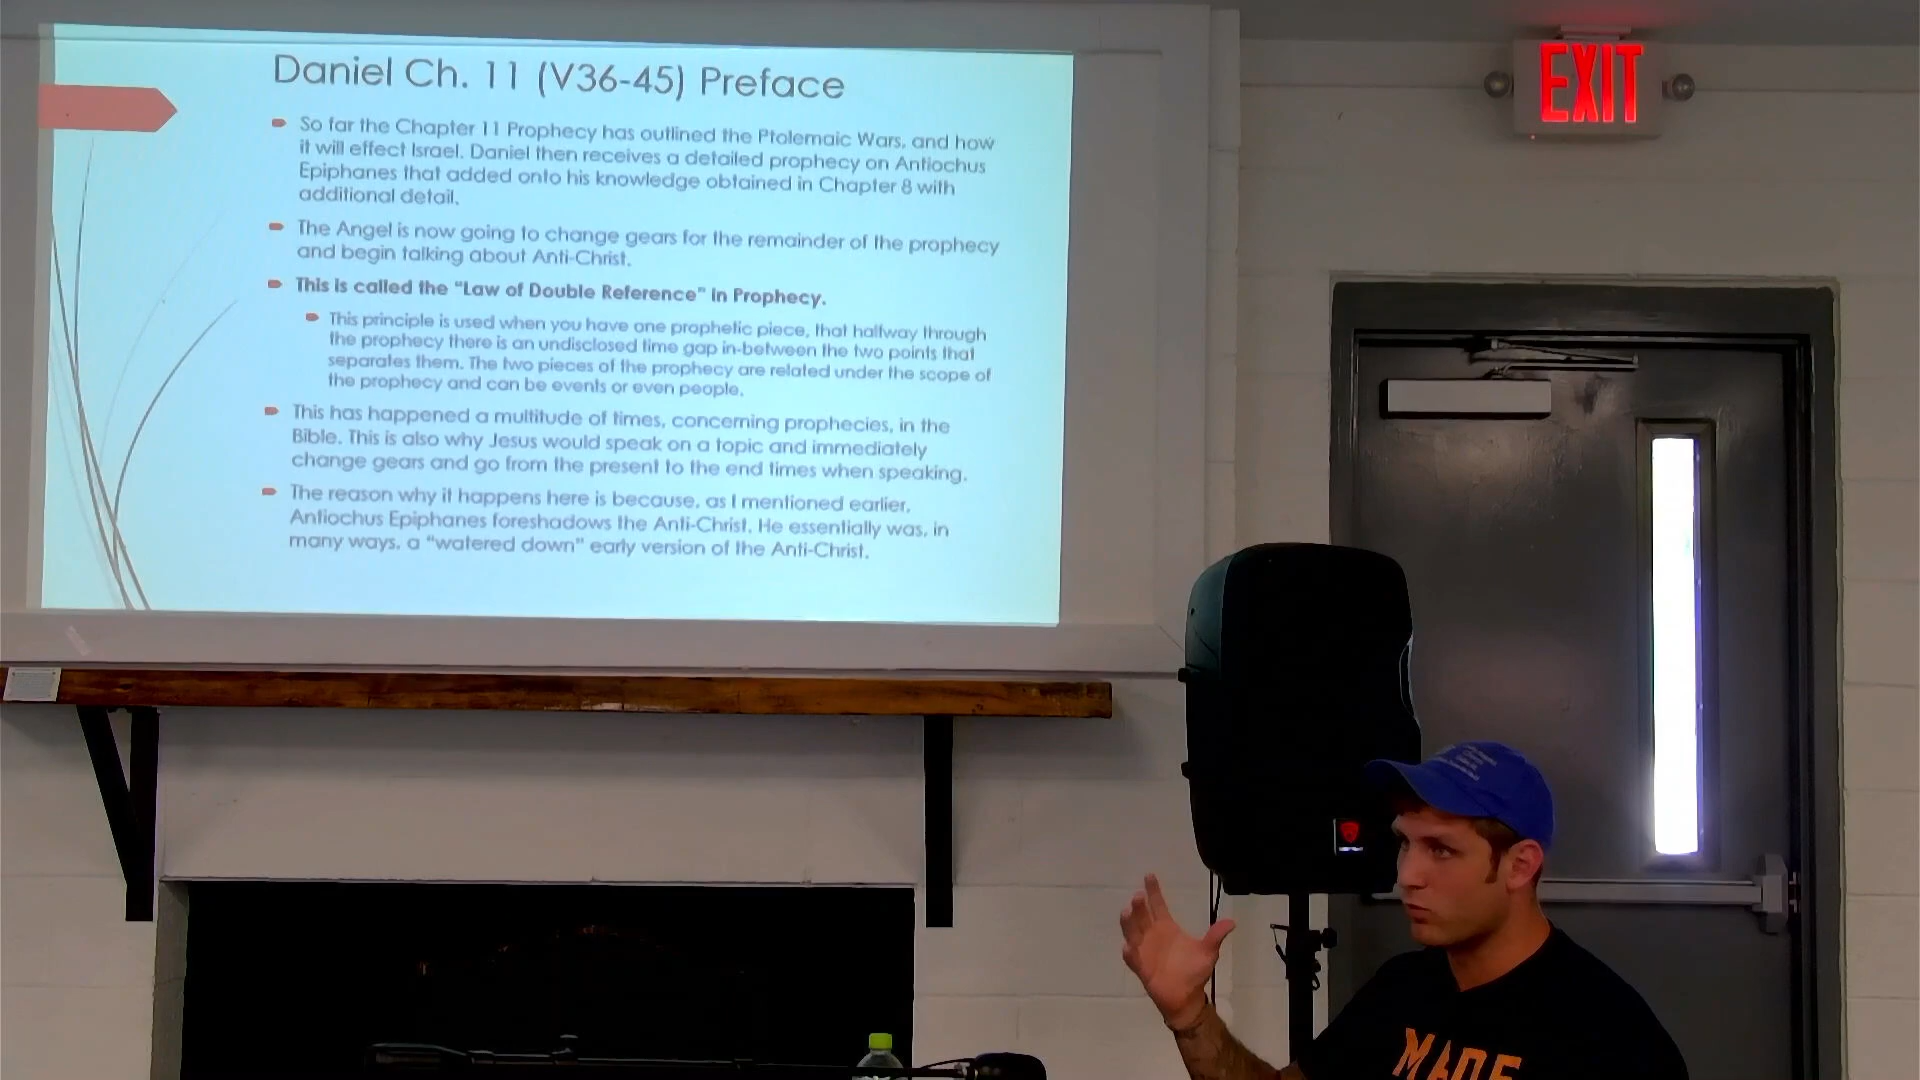 Daniel Ch. 11 (V36-45) Preface
So far the Chapter 11 Prophecy has outlined the Ptolemaic Wars, and how
it will effect Israel. Daniel then receives a detailed prophecy on Antiochus
Epiphanes that added onto his knowledge obtained in Chapter 8 with
additional detail.
The Angel is now going to change gears for the remainder of the prophecy
and begin talking about Anti-Christ.
This is called the “Law of Double Reference” in Prophecy.
This principle is used when you have one prophetic piece, that halfway through
the prophecy there is an undisclosed time gap in-between the two points that
separates them. The two pieces of the prophecy are related under the scope of
the prophecy and can be events or even people.
This has happened a multitude of times, concerning prophecies, in the
Bible. This is also why Jesus would speak on a topic and immediately
change gears and go from the present to the end times when speaking.
The reason why it happens here is because, as I mentioned earlier,
Antiochus Epiphanes foreshadows the Anti-Christ. He essentially was, in
many ways, a “watered down” early version of the Anti-Christ.
EXIT
MADE